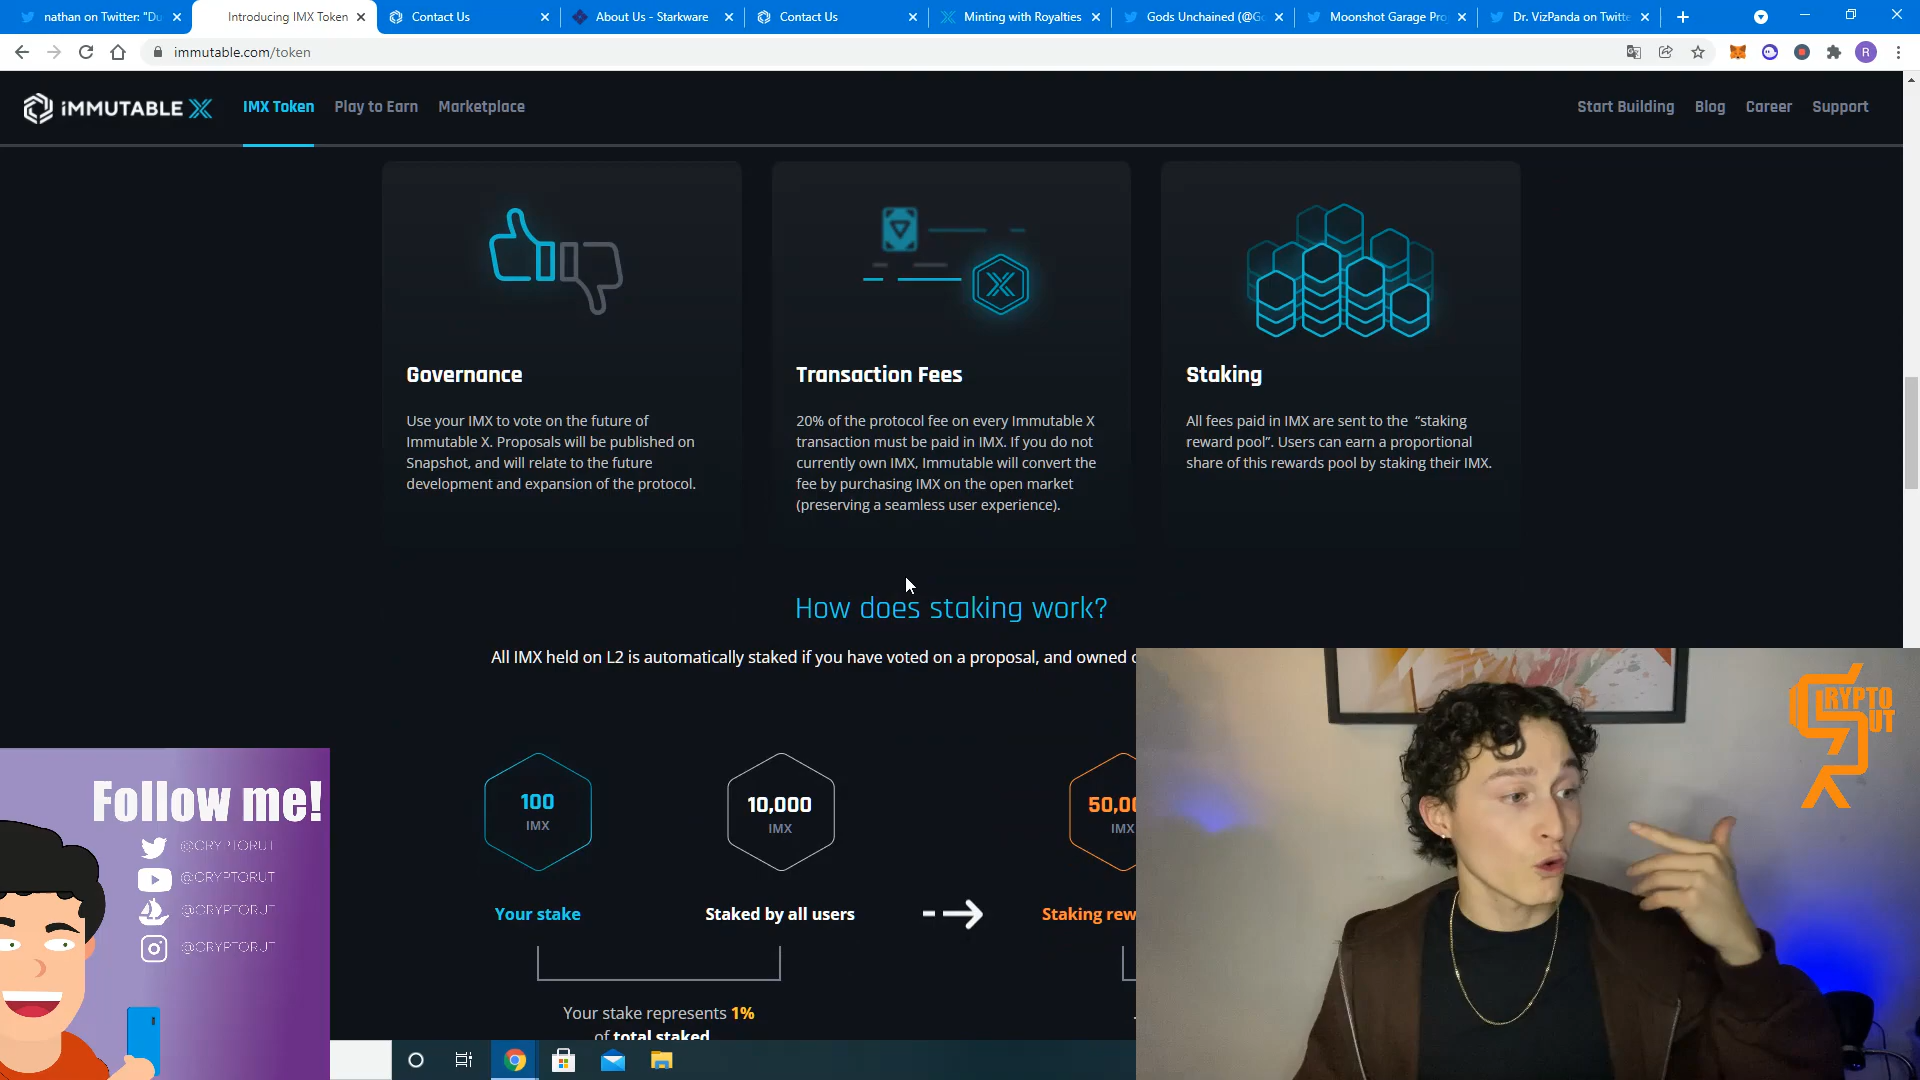 nathan on Twitter: "Du
Introducing IMX Token
Contact Us
About Us - Starkware
Contact Us
Minting with Royalties
Gods Unchained (@Go
Moonshot Garage Pro
Dr. VizPanda on Twitte
immutable.com/token
R
iMMUTABLE X
IMX Token
Play to Earn
Marketplace
Start Building
Blog
Career
Support
Governance
Use your IMX to vote on the future of
Immutable X. Proposals will be published on
Snapshot, and will relate to the future
development and expansion of the protocol.
Transaction Fees
20% of the protocol fee on every Immutable X
transaction must be paid in IMX. If you do not
currently own IMX, Immutable will convert the
fee by purchasing IMX on the open market
(preserving a seamless user experience).
Staking
All fees paid in IMX are sent to the “staking
reward pool”. Users can earn a proportional
share of this rewards pool by staking their IMX.
How does staking work?
All IMX held on L2 is automatically staked if you have voted on a proposal, and owned
100
IMX
10,000
IMX
50,00
IMX
Your stake
Staked by all users
Staking rew
Your stake represents 1%
of total staked
Follow me!
@CRYPTORUT
@CRYPTORUT
@CRYPTORUT
@CRYPTORUT
CRYPTO
RUT